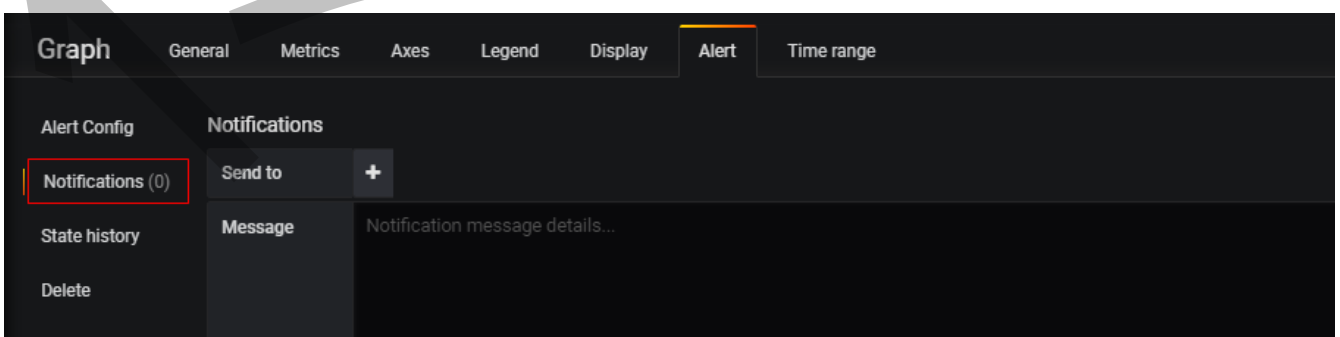 Graph General Metrics Axes Legend Display Alert Time range
Alert Config
Notifications (0)
State history
Delete
Notifications
Send to +
Message Notification message details...